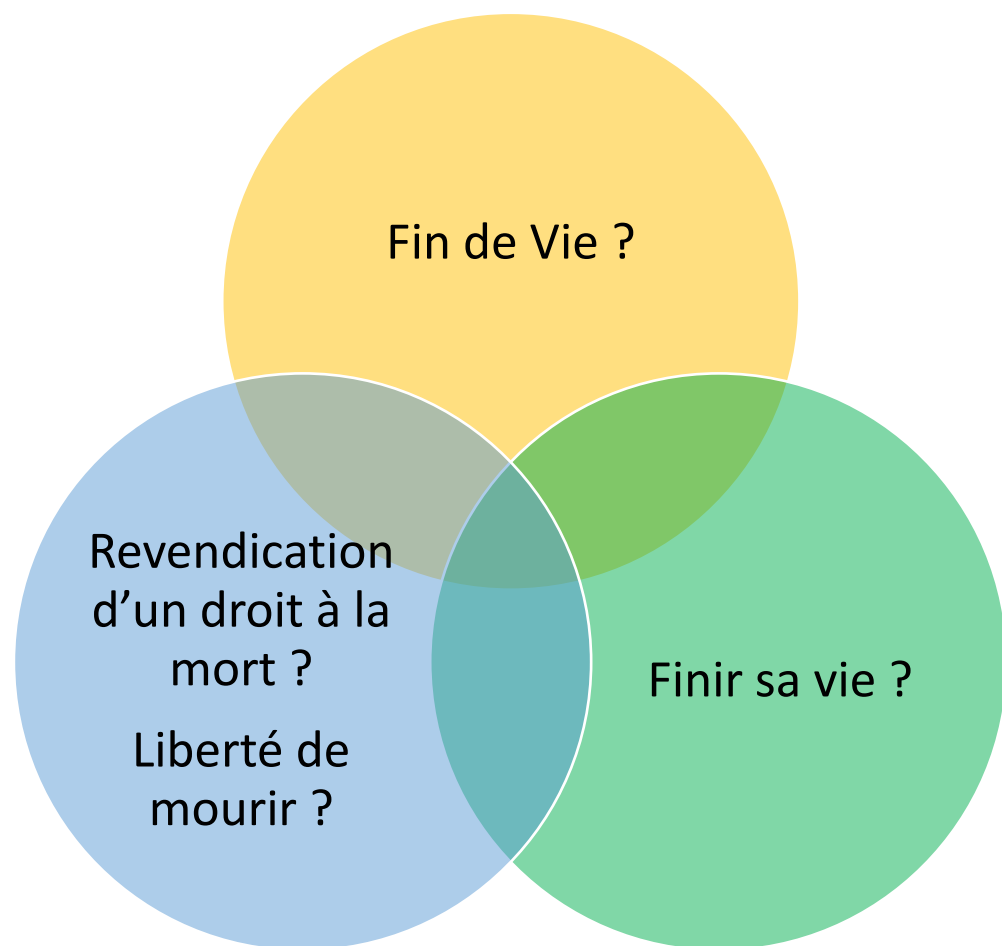 Fin de Vie ?
Revendication
d’un droit à la
mort ?
Liberté de
mourir ?
Finir sa vie ?